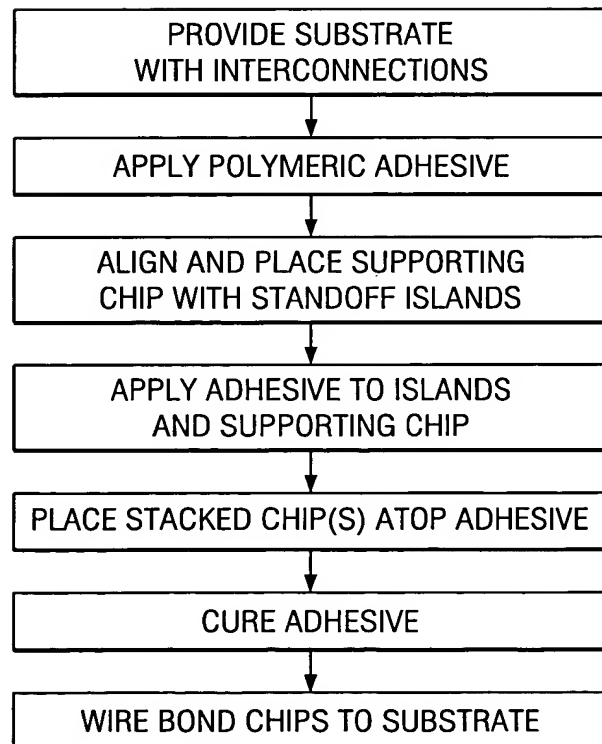 PROVIDE SUBSTRATE
WITH INTERCONNECTIONS
APPLY POLYMERIC ADHESIVE
ALIGN AND PLACE SUPPORTING
CHIP WITH STANDOFF ISLANDS
APPLY ADHESIVE TO ISLANDS
AND SUPPORTING CHIP
PLACE STACKED CHIP(S) ATOP ADHESIVE
CURE ADHESIVE
WIRE BOND CHIPS TO SUBSTRATE